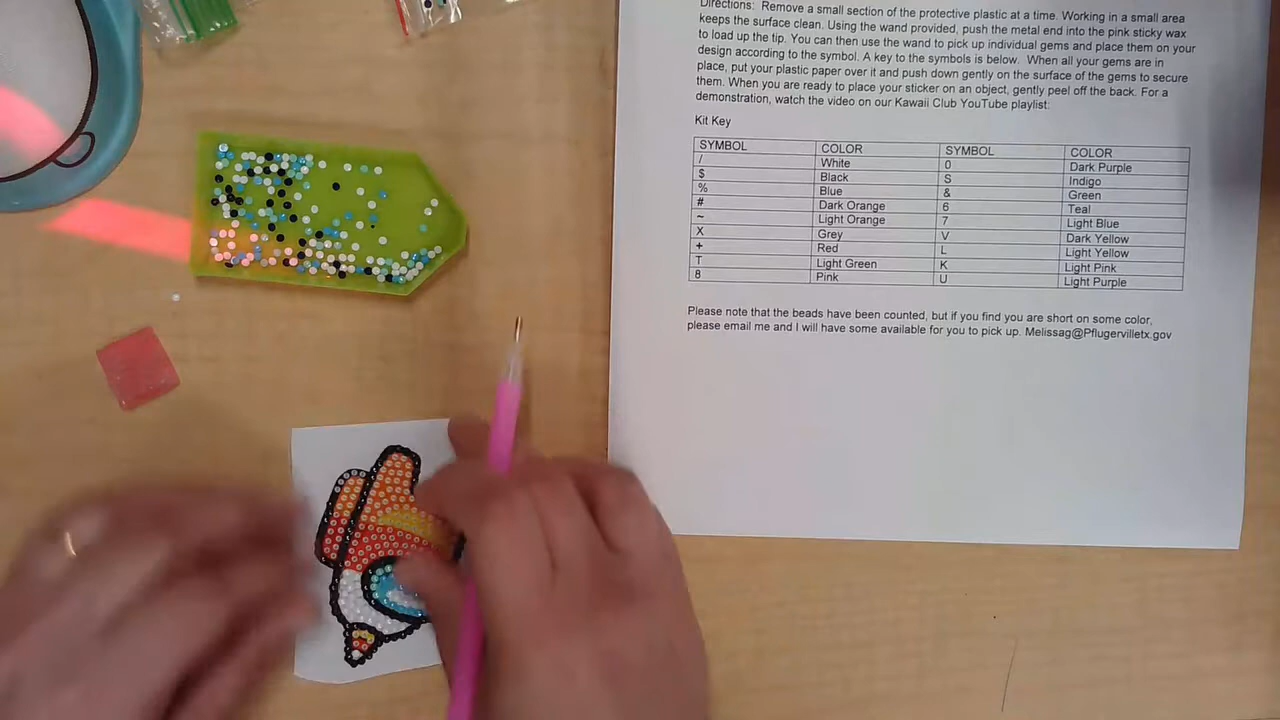 Directions: Remove a small section of the protective plastic at a time. Working in a small area
keeps the surface clean. Using the wand provided, push the metal end into the pink sticky wax
to load up the tip. You can then use the wand to pick up individual gems and place them on your
design according to the symbol. A key to the symbols is below. When all your gems are in
place, put your plastic paper over it and push down gently on the surface of the gems to secure
them. When you are ready to place your sticker on an object, gently peel off the back. For a
demonstration, watch the video on our Kawaii Club YouTube playlist:
Kit Key
SYMBOL COLOR SYMBOL COLOR
/ White 0 Dark Purple
$ Black S Indigo
% Blue & Green
# Dark Orange 6 Teal
~ Light Orange 7 Light Blue
X Grey V Dark Yellow
+ Red L Light Yellow
T Light Green K Light Pink
8 Pink U Light Purple
Please note that the beads have been counted, but if you find you are short on some color,
please email me and I will have some available for you to pick up. Melissag@Pflugervilletx.gov